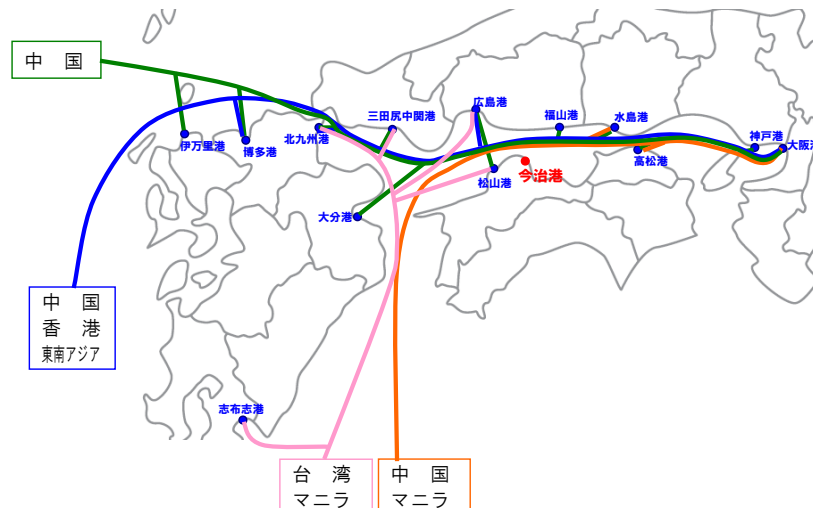 中　国
広島港
三田尻中関港
福山港
水島港
北九州港
伊万里港
博多港
神戸港
大阪港
高松港
松山港
今治港
大分港
中　国
香　港
東南アジア
志布志港
台　湾
マニラ
中　国
マニラ